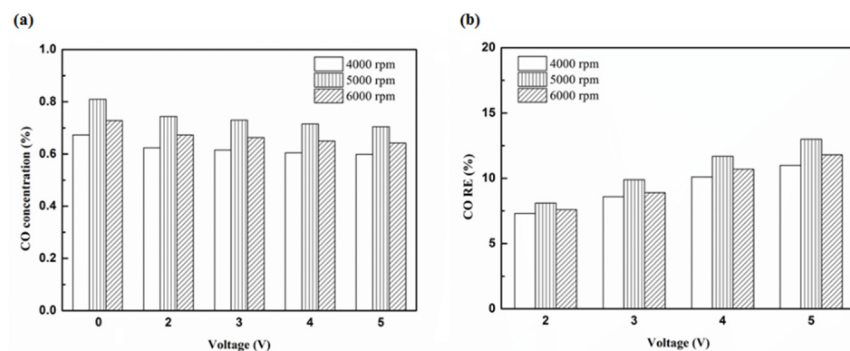 (a)
CO concentration (%)
1.0
0.8
0.6
0.4
0.2
0.0
4000 rpm
5000 rpm
6000 rpm
0 2 3 4 5
Voltage (V)
(b)
CO RE (%)
20
15
10
5
0
4000 rpm
5000 rpm
6000 rpm
2 3 4 5
Voltage (V)